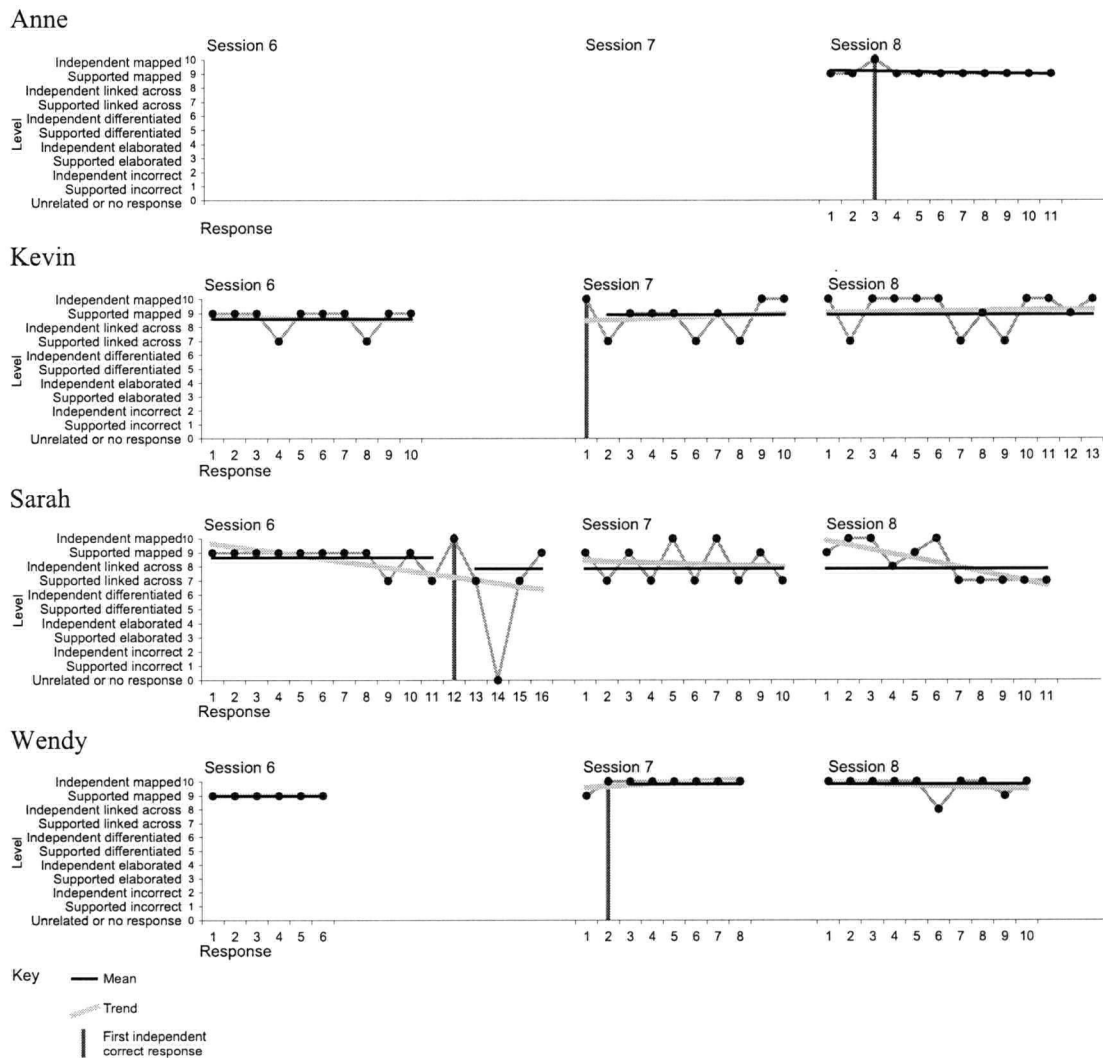 Anne
Session 6 Session 7 Session 8
Independent mapped 10
Supported mapped 9
Independent linked across 8
Supported linked across 7
Independent differentiated 6
Supported differentiated 5
Independent elaborated 4
Supported elaborated 3
Independent incorrect 2
Supported incorrect 1
Unrelated or no response 0
Level
1 2 3 4 5 6 7 8 9 10 11
Response
Kevin
Session 6 Session 7 Session 8
Independent mapped 10
Supported mapped 9
Independent linked across 8
Supported linked across 7
Independent differentiated 6
Supported differentiated 5
Independent elaborated 4
Supported elaborated 3
Independent incorrect 2
Supported incorrect 1
Unrelated or no response 0
Level
1 2 3 4 5 6 7 8 9 10 1 2 3 4 5 6 7 8 9 10 1 2 3 4 5 6 7 8 9 10 11 12 13
Response
Sarah
Session 6 Session 7 Session 8
Independent mapped 10
Supported mapped 9
Independent linked across 8
Supported linked across 7
Independent differentiated 6
Supported differentiated 5
Independent elaborated 4
Supported elaborated 3
Independent incorrect 2
Supported incorrect 1
Unrelated or no response 0
Level
1 2 3 4 5 6 7 8 9 10 11 12 13 14 15 16 1 2 3 4 5 6 7 8 9 10 1 2 3 4 5 6 7 8 9 10 11
Response
Wendy
Session 6 Session 7 Session 8
Independent mapped 10
Supported mapped 9
Independent linked across 8
Supported linked across 7
Independent differentiated 6
Supported differentiated 5
Independent elaborated 4
Supported elaborated 3
Independent incorrect 2
Supported incorrect 1
Unrelated or no response 0
Level
1 2 3 4 5 6 1 2 3 4 5 6 7 8 1 2 3 4 5 6 7 8 9 10
Response
Key Mean
Trend
First independent
correct response